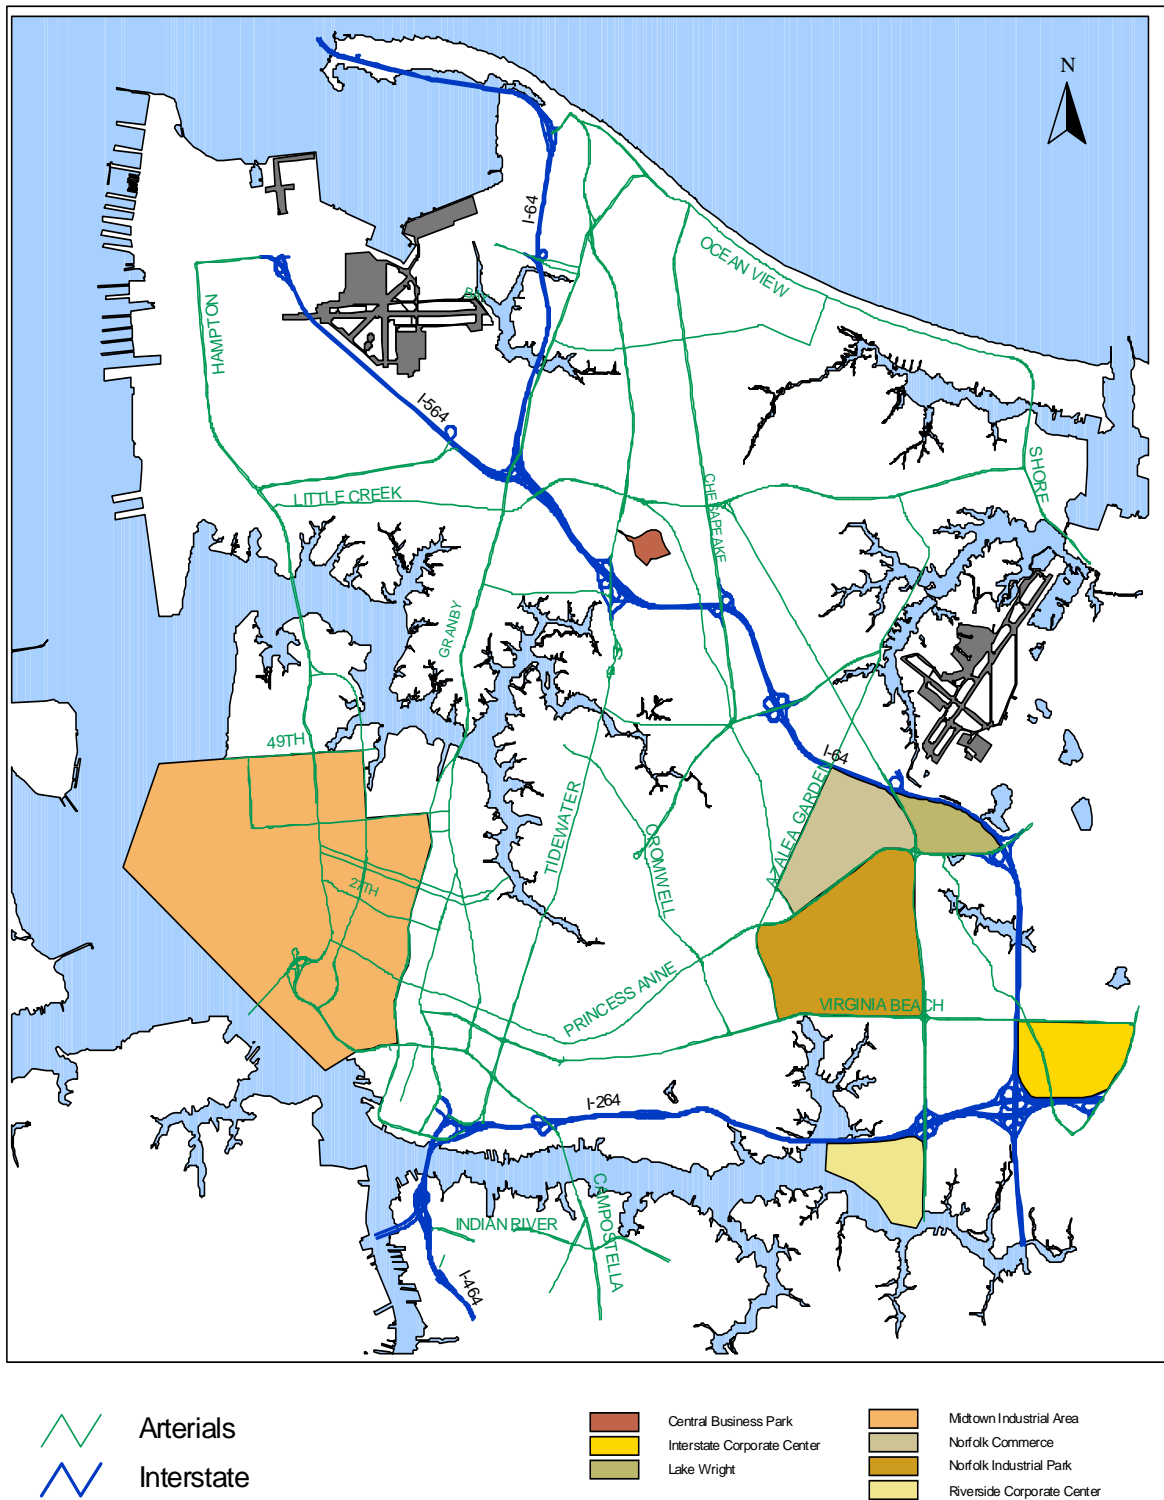 N
I-64
OCEAN VIEW
BAY
HAMPTON
I-564
LITTLE CREEK
CHESAPEAKE
SHORE
GRANBY
49TH
I-64
TIDEWATER
AZALEA GARDEN
CROMWELL
27TH
PRINCESS ANNE
VIRGINIA BEACH
I-264
CAMPOSTELLA
INDIAN RIVER
I-464
Arterials
Interstate
Central Business Park
Interstate Corporate Center
Lake Wright
Midtown Industrial Area
Norfolk Commerce
Norfolk Industrial Park
Riverside Corporate Center